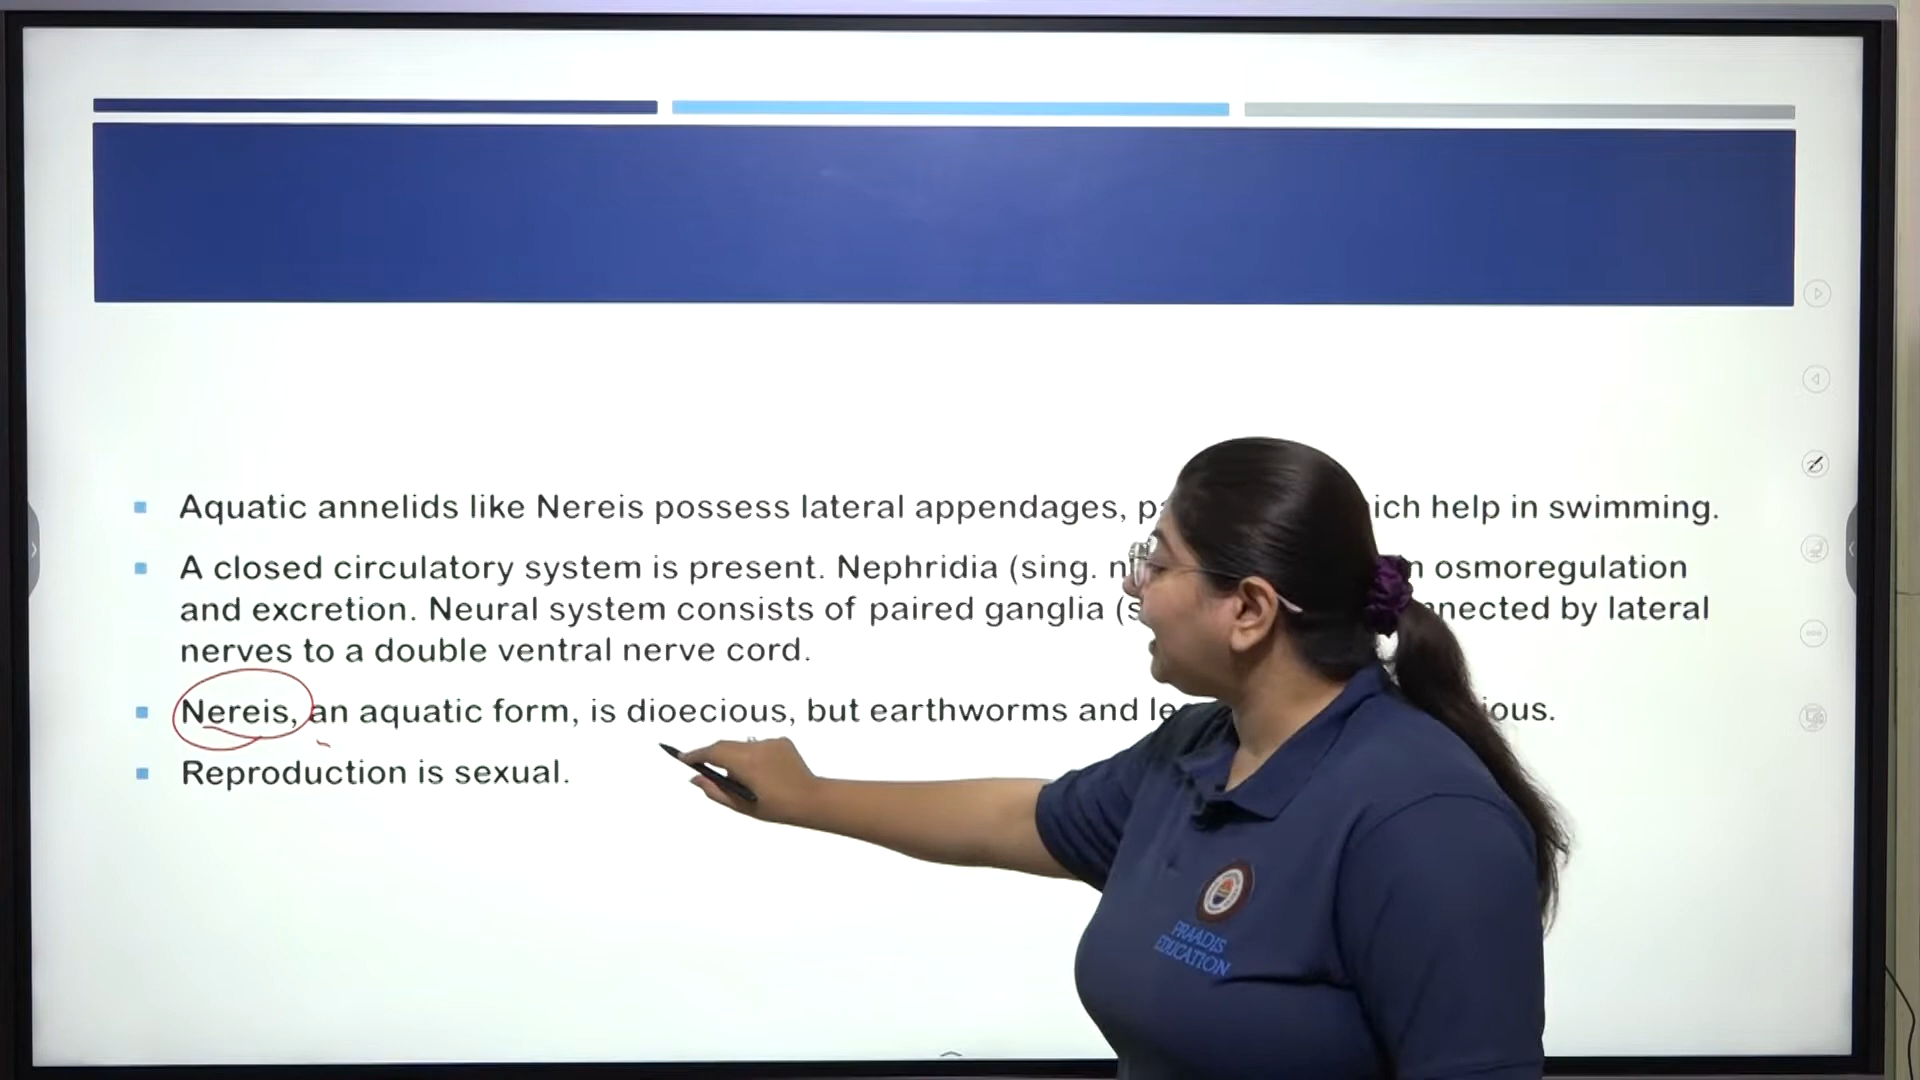 Aquatic annelids like Nereis possess lateral appendages, ich help in swimming.
A closed circulatory system is present. Nephridia (sing. n osmoregulation
and excretion. Neural system consists of paired ganglia (s nnected by lateral
nerves to a double ventral nerve cord.
Nereis, an aquatic form, is dioecious, but earthworms and le ious.
Reproduction is sexual.
PRAADIS
EDUCATION